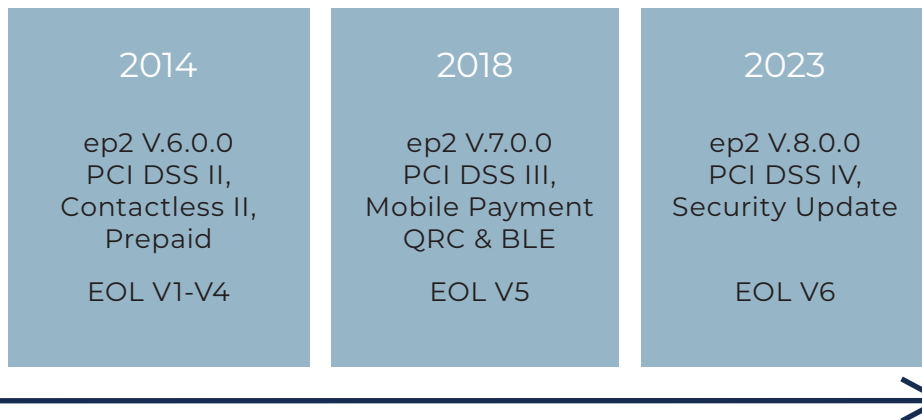 2014
ep2 V.6.0.0
PCI DSS II,
Contactless II,
Prepaid
EOL V1-V4
2018
ep2 V.7.0.0
PCI DSS III,
Mobile Payment
QRC & BLE
EOL V5
2023
ep2 V.8.0.0
PCI DSS IV,
Security Update
EOL V6